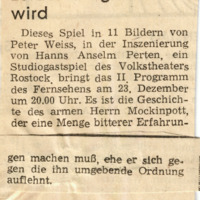 wird
Dieses Spiel in 11 Bildern von
Peter Weiss, in der Inszenierung
von Hanns Anselm Perten, ein
Studiogastspiel des Volkstheaters
Rostock, bringt das II. Programm
des Fernsehens am 23. Dezember
um 20.00 Uhr. Es ist die Geschich-
te des armen Herrn Mockinpott,
der eine Menge bitterer Erfahrun-
gen machen muß, ehe er sich ge-
gen die ihn umgebende Ordnung
auflehnt.